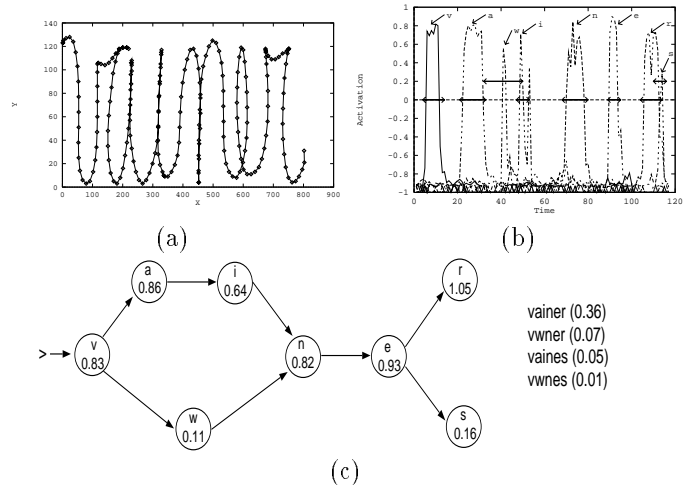 140
120
100
80
60
40
20
0
Y
0 100 200 300 400 500 600 700 800 900
X
(a)
1
0.8
0.6
0.4
0.2
0
-0.2
-0.4
-0.6
-0.8
-1
Activation
v a w i n e r s
0 20 40 60 80 100 120
Time
(b)
>
v
0.83
a
0.86
i
0.64
w
0.11
n
0.82
e
0.93
r
1.05
s
0.16
vainer (0.36)
vwner (0.07)
vaines (0.05)
vwnes (0.01)
(c)